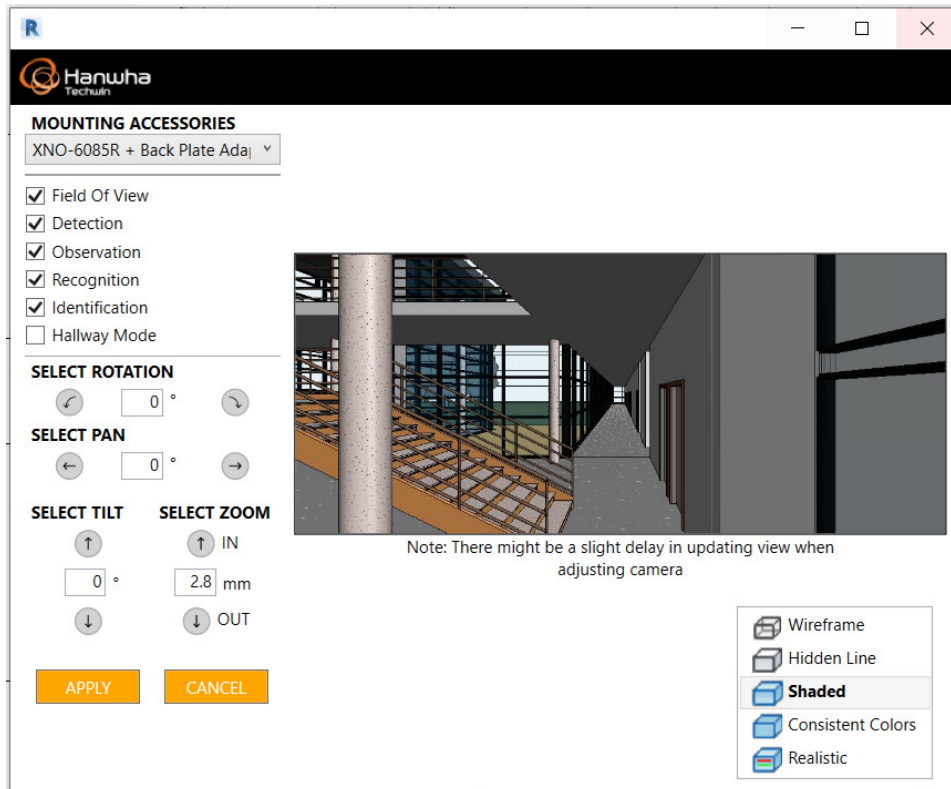 R
Hanwha
Techwin
MOUNTING ACCESSORIES
XNO-6085R + Back Plate Adap
Field Of View
Detection
Observation
Recognition
Identification
Hallway Mode
SELECT ROTATION
0 °
SELECT PAN
0 °
SELECT TILT
0 °
SELECT ZOOM
IN
2.8 mm
OUT
APPLY
CANCEL
Note: There might be a slight delay in updating view when
adjusting camera
Wireframe
Hidden Line
Shaded
Consistent Colors
Realistic